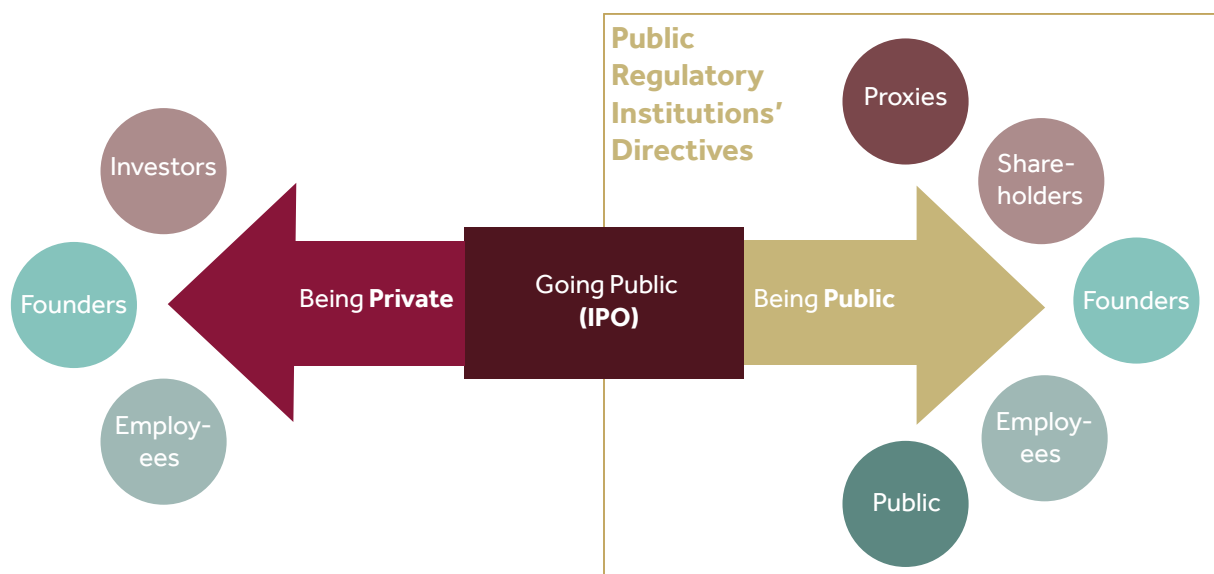 Investors
Founders
Employ-
ees
Being Private
Going Public
(IPO)
Being Public
Public
Regulatory
Institutions’
Directives
Proxies
Share-
holders
Founders
Employ-
ees
Public